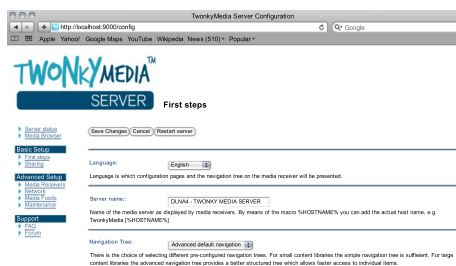 TwonkyMedia Server Configuration
http://localhost:9000/config
Google
Apple Yahoo! Google Maps YouTube Wikipedia News (510) Popular
TWONKYMEDIA TM
SERVER
First steps
Server status
Media Browser
Save Changes Cancel Restart server
Basic Setup
First steps
Sharing
Language: English
Language is which configuration pages and the navigation tree on the media receiver will be presented.
Advanced Setup
Media Receivers
Network
Media Feeds
Maintenance
Server name:: DLNA4 - TWONKY MEDIA SERVER
Name of the media server as displayed by media receivers. By means of the macro %HOSTNAME% you can add the actual host name, e.g.
TwonkyMedia [%HOSTNAME%]
Support
FAQ
Forum
Navigation Tree: Advanced default navigation
There is the choice of selecting different pre-configured navigation trees. For small content libraries the simple navigation tree is sufficient. For large
content libraries the advanced navigation tree provides a better structured tree which allows faster access to individual items.